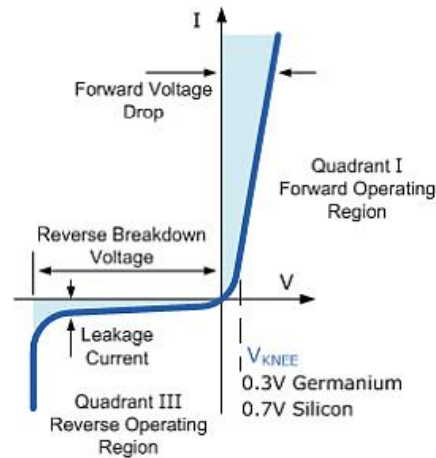 I
Forward Voltage
Drop
Quadrant I
Forward Operating
Region
Reverse Breakdown
Voltage
V
Leakage
Current
VKNEE
0.3V Germanium
0.7V Silicon
Quadrant III
Reverse Operating
Region